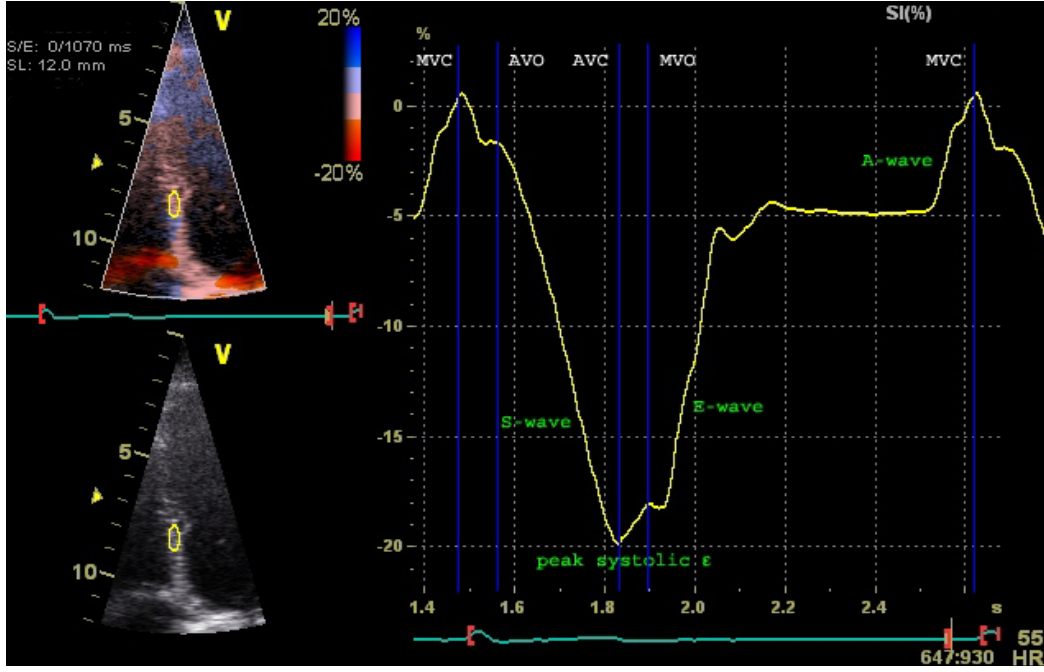 V
S/E: 0/1070 ms
SL: 12.0 mm
20%
-20%
5
10
V
5
10
SI(%)
%
MVC AVO AVC MVO MVC
0
A-wave
-5
-10
E-wave
S-wave
-15
-20
peak systolic ε
1.4 1.6 1.8 2.0 2.2 2.4 s
55
647:930 HR